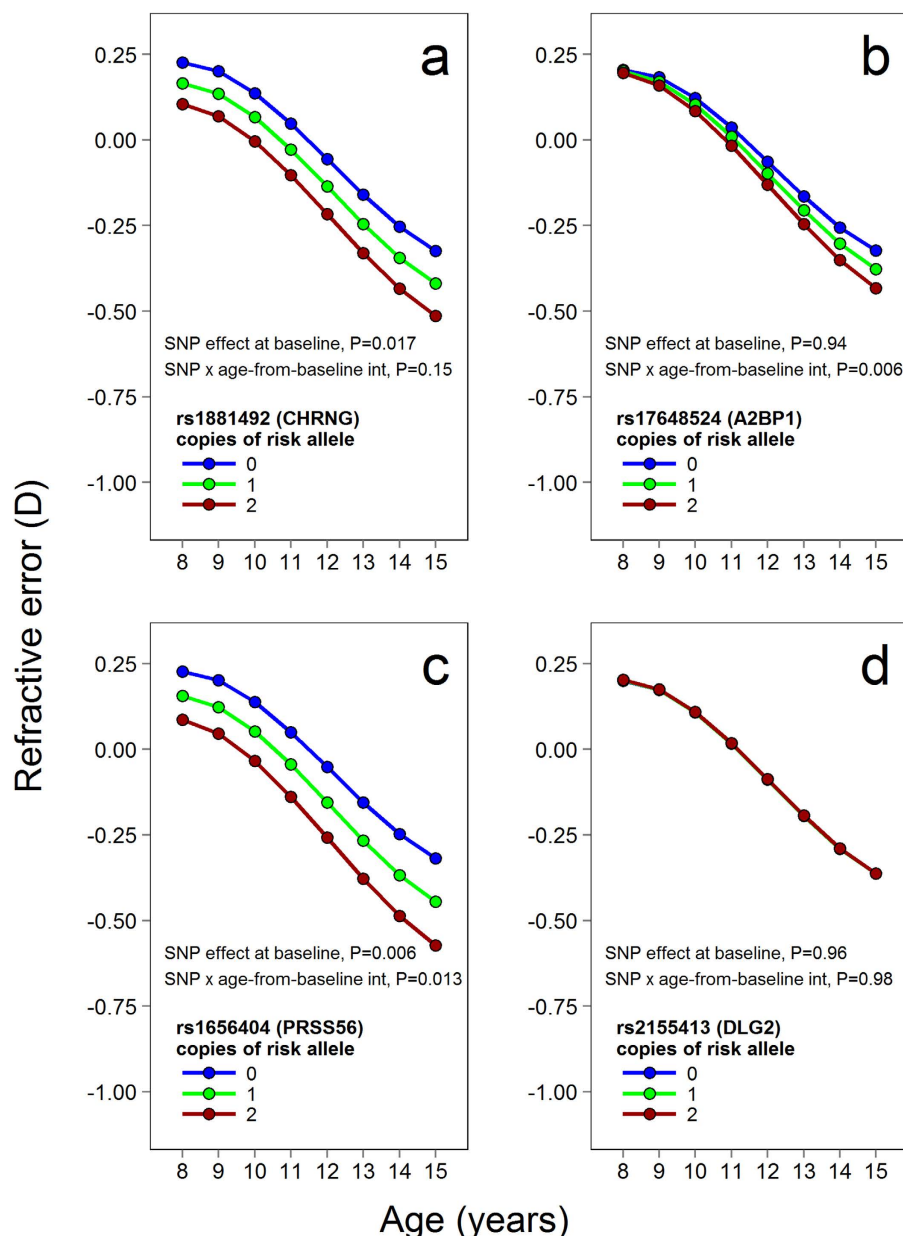 Refractive error (D)
a
0.25
0.00
-0.25
-0.50
-0.75
-1.00
SNP effect at baseline, P=0.017
SNP x age-from-baseline int, P=0.15
rs1881492 (CHRNG)
copies of risk allele
0
1
2
8 9 10 11 12 13 14 15
b
0.25
0.00
-0.25
-0.50
-0.75
-1.00
SNP effect at baseline, P=0.94
SNP x age-from-baseline int, P=0.006
rs17648524 (A2BP1)
copies of risk allele
0
1
2
8 9 10 11 12 13 14 15
c
0.25
0.00
-0.25
-0.50
-0.75
-1.00
SNP effect at baseline, P=0.006
SNP x age-from-baseline int, P=0.013
rs1656404 (PRSS56)
copies of risk allele
0
1
2
8 9 10 11 12 13 14 15
d
0.25
0.00
-0.25
-0.50
-0.75
-1.00
SNP effect at baseline, P=0.96
SNP x age-from-baseline int, P=0.98
rs2155413 (DLG2)
copies of risk allele
0
1
2
8 9 10 11 12 13 14 15
Age (years)